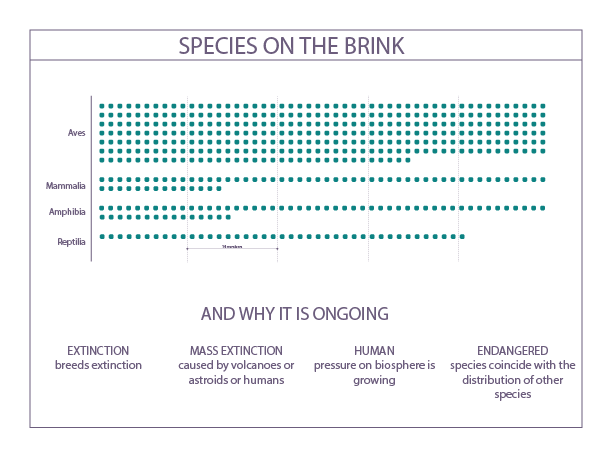 SPECIES ON THE BRINK
Aves
Mammalia
Amphibia
Reptilia
AND WHY IT IS ONGOING
EXTINCTION
breeds extinction
MASS EXTINCTION
caused by volcanoes or
astroids or humans
HUMAN
pressure on biosphere is
growing
ENDANGERED
species coincide with the
distribution of other
species